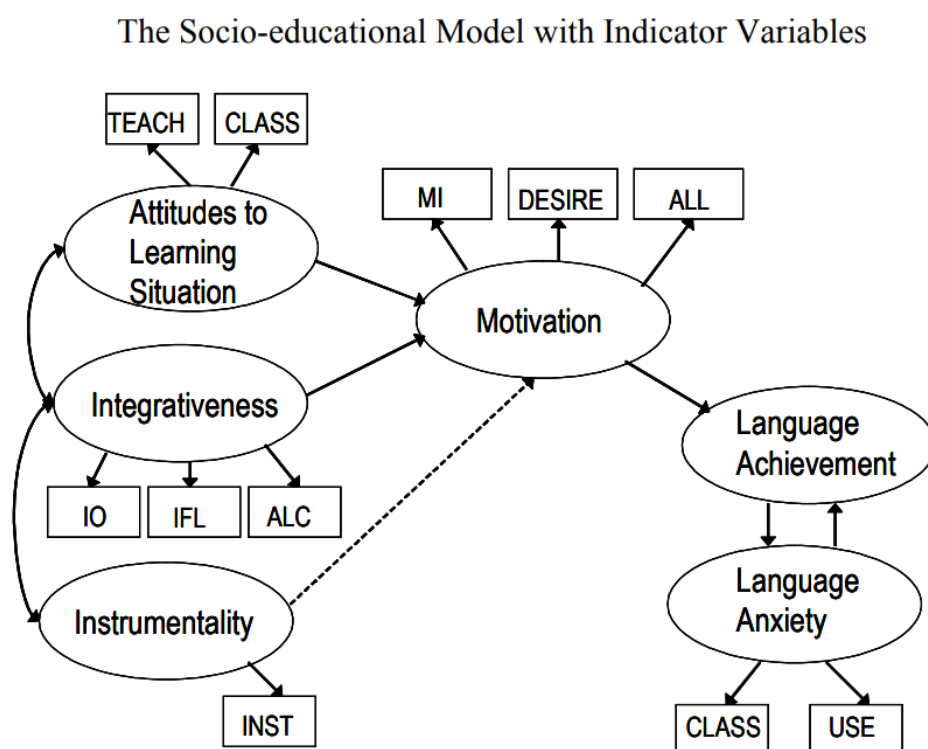 The Socio-educational Model with Indicator Variables
TEACH
CLASS
Attitudes to
Learning
Situation
MI
DESIRE
ALL
Motivation
Integrativeness
IO
IFL
ALC
Language
Achievement
Instrumentality
INST
Language
Anxiety
CLASS
USE